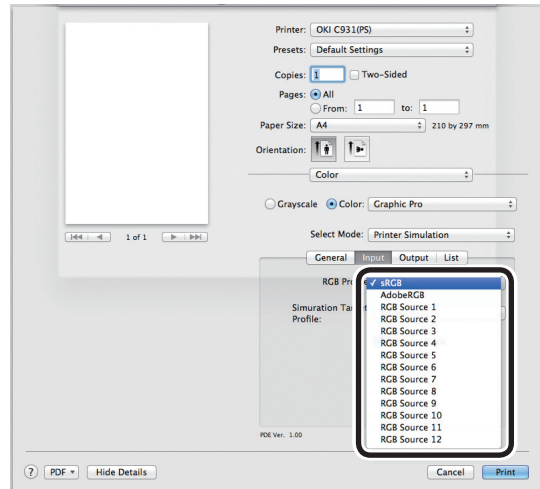 Printer: OKI C931(PS)
Presets: Default Settings
Copies: 1 Two-Sided
Pages: All
From: 1 to: 1
Paper Size: A4 210 by 297 mm
Orientation:
Color
Grayscale Color: Graphic Pro
1 of 1
Select Mode: Printer Simulation
General Input Output List
RGB Pro ✓ sRGB
AdobeRGB
Simuration Ta
Profile:
RGB Source 1
RGB Source 2
RGB Source 3
RGB Source 4
RGB Source 5
RGB Source 6
RGB Source 7
RGB Source 8
RGB Source 9
RGB Source 10
RGB Source 11
RGB Source 12
PDE Ver. 1.00
? PDF Hide Details Cancel Print